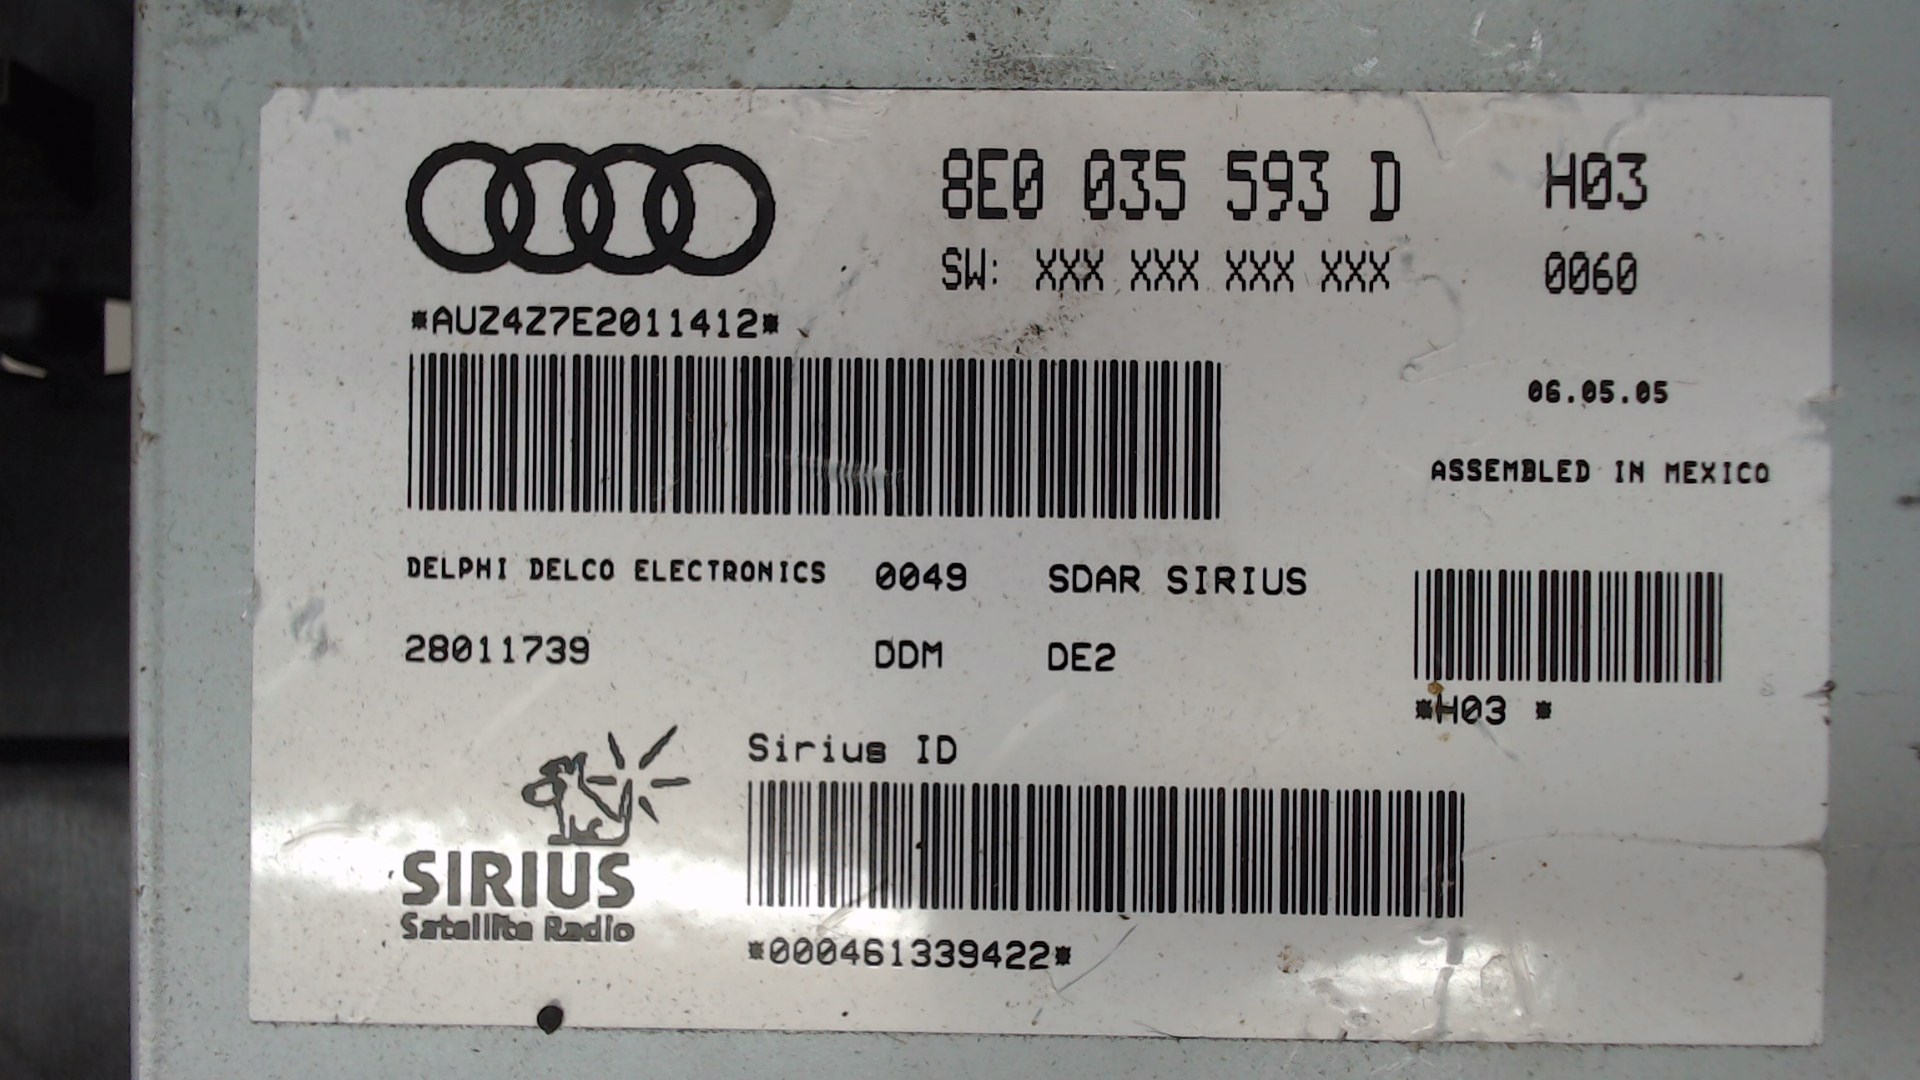 8E0 035 593 D H03
SW: XXX XXX XXX XXX 0060
*AUZ4Z7E2011412*
06.05.05
ASSEMBLED IN MEXICO
DELPHI DELCO ELECTRONICS 0049 SDAR SIRIUS
28011739 DDM DE2
*H03 *
Sirius ID
SIRIUS
Satellite Radio
*000461339422*